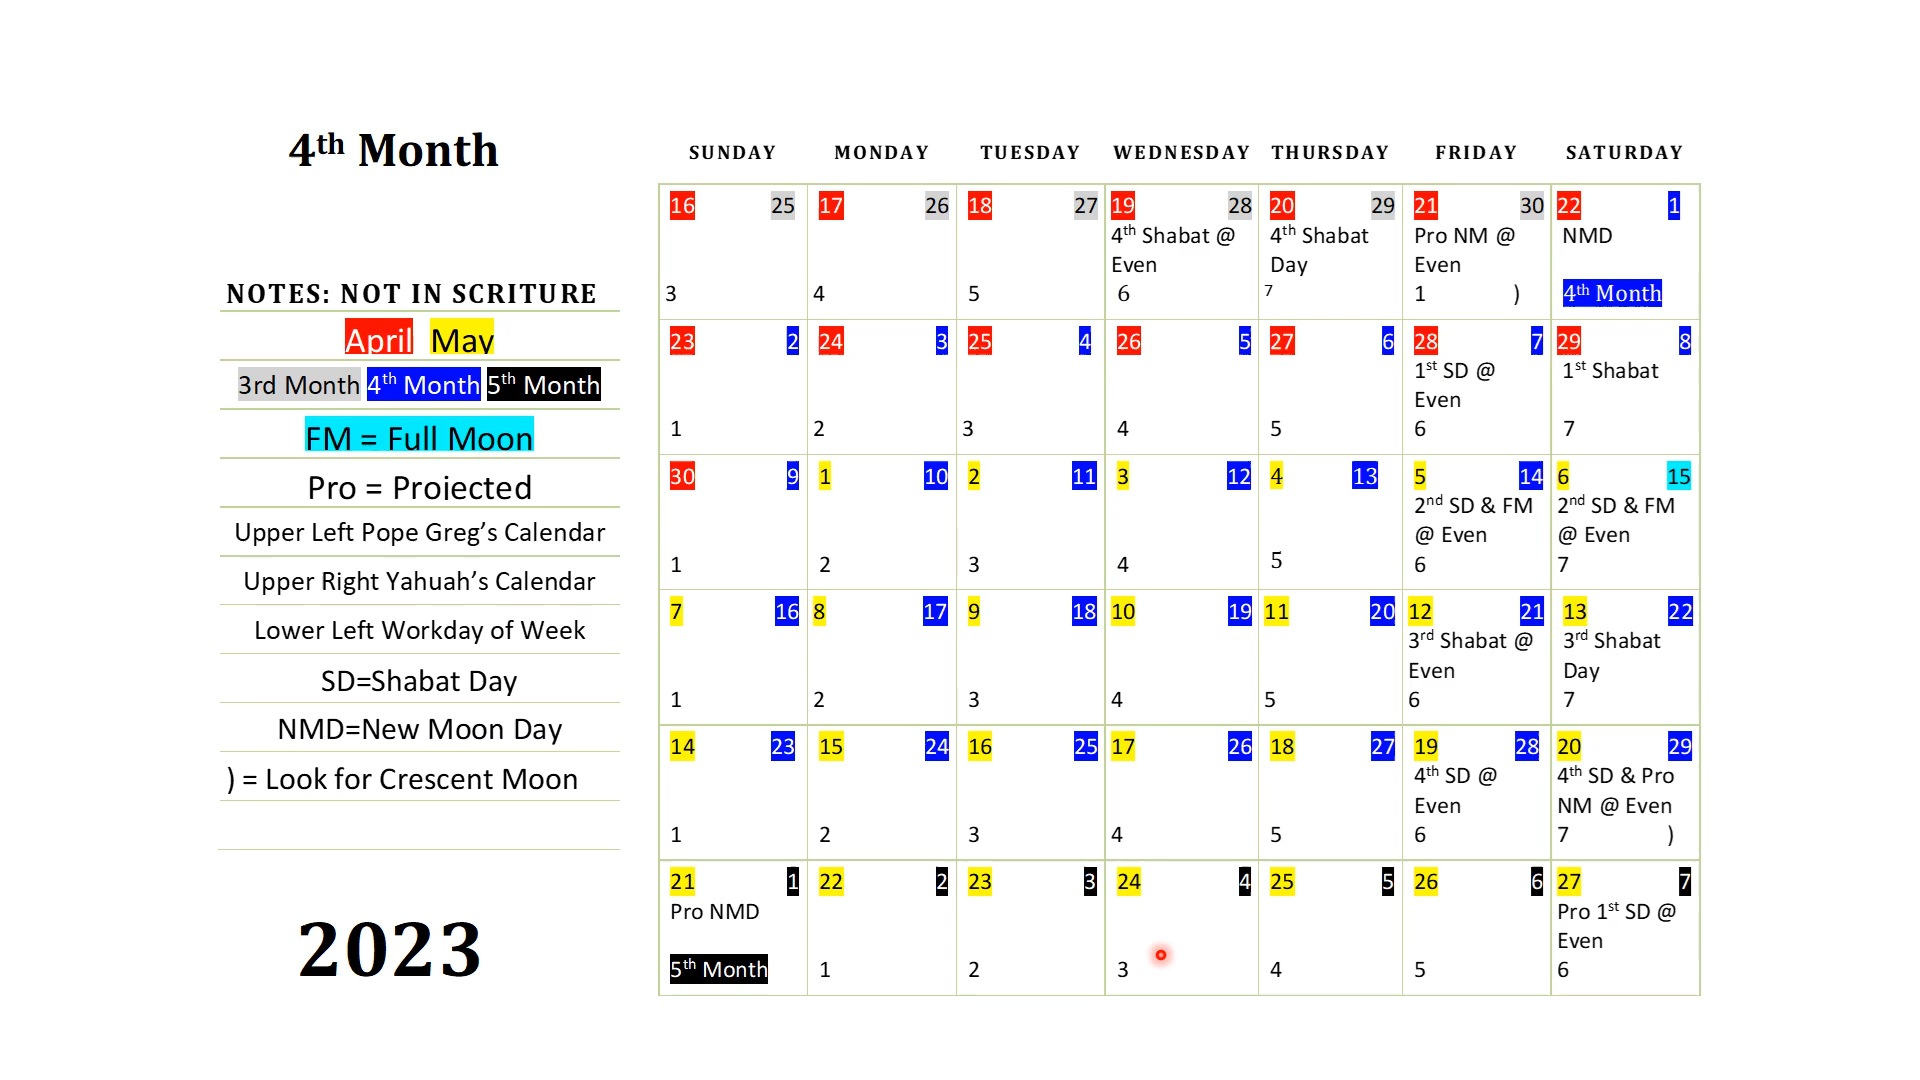 4th Month
NOTES: NOT IN SCRITURE
April May
3rd Month 4th Month 5th Month
FM = Full Moon
Pro = Projected
Upper Left Pope Greg’s Calendar
Upper Right Yahuah’s Calendar
Lower Left Workday of Week
SD=Shabat Day
NMD=New Moon Day
) = Look for Crescent Moon
2023
SUNDAY MONDAY TUESDAY WEDNESDAY THURSDAY FRIDAY SATURDAY
16 25 17 26 18 27 19 28 20 29 21 30 22 1
4th Shabat @ 4th Shabat Pro NM @ NMD
Even Day Even
3 4 5 6 7 1 ) 4th Month
23 2 24 3 25 4 26 5 27 6 28 7 29 8
1st SD @ 1st Shabat
Even
1 2 3 4 5 6 7
30 9 1 10 2 11 3 12 4 13 5 14 6 15
2nd SD & FM 2nd SD & FM
@ Even @ Even
1 2 3 4 5 6 7
7 16 8 17 9 18 10 19 11 20 12 21 13 22
3rd Shabat @ 3rd Shabat
Even Day
1 2 3 4 5 6 7
14 23 15 24 16 25 17 26 18 27 19 28 20 29
4th SD @ 4th SD & Pro
Even NM @ Even
1 2 3 4 5 6 7 )
21 1 22 2 23 3 24 4 25 5 26 6 27 7
Pro NMD Pro 1st SD @
Even
5th Month 1 2 3 4 5 6